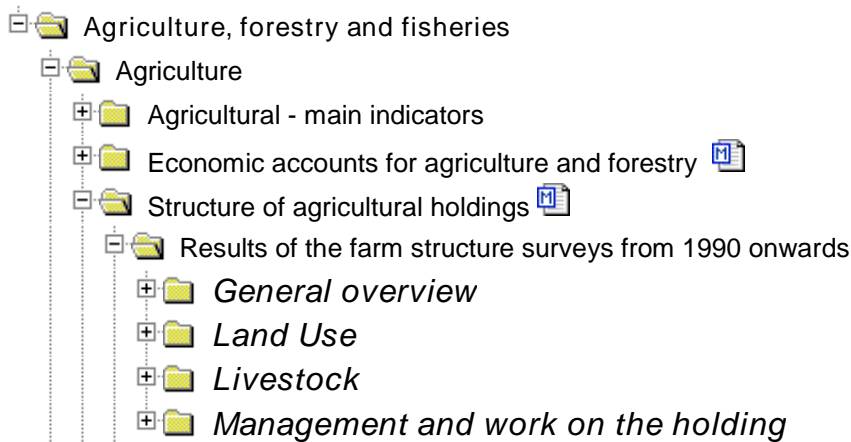 Agriculture, forestry and fisheries
Agriculture
Agricultural - main indicators
Economic accounts for agriculture and forestry M
Structure of agricultural holdings M
Results of the farm structure surveys from 1990 onwards
General overview
Land Use
Livestock
Management and work on the holding